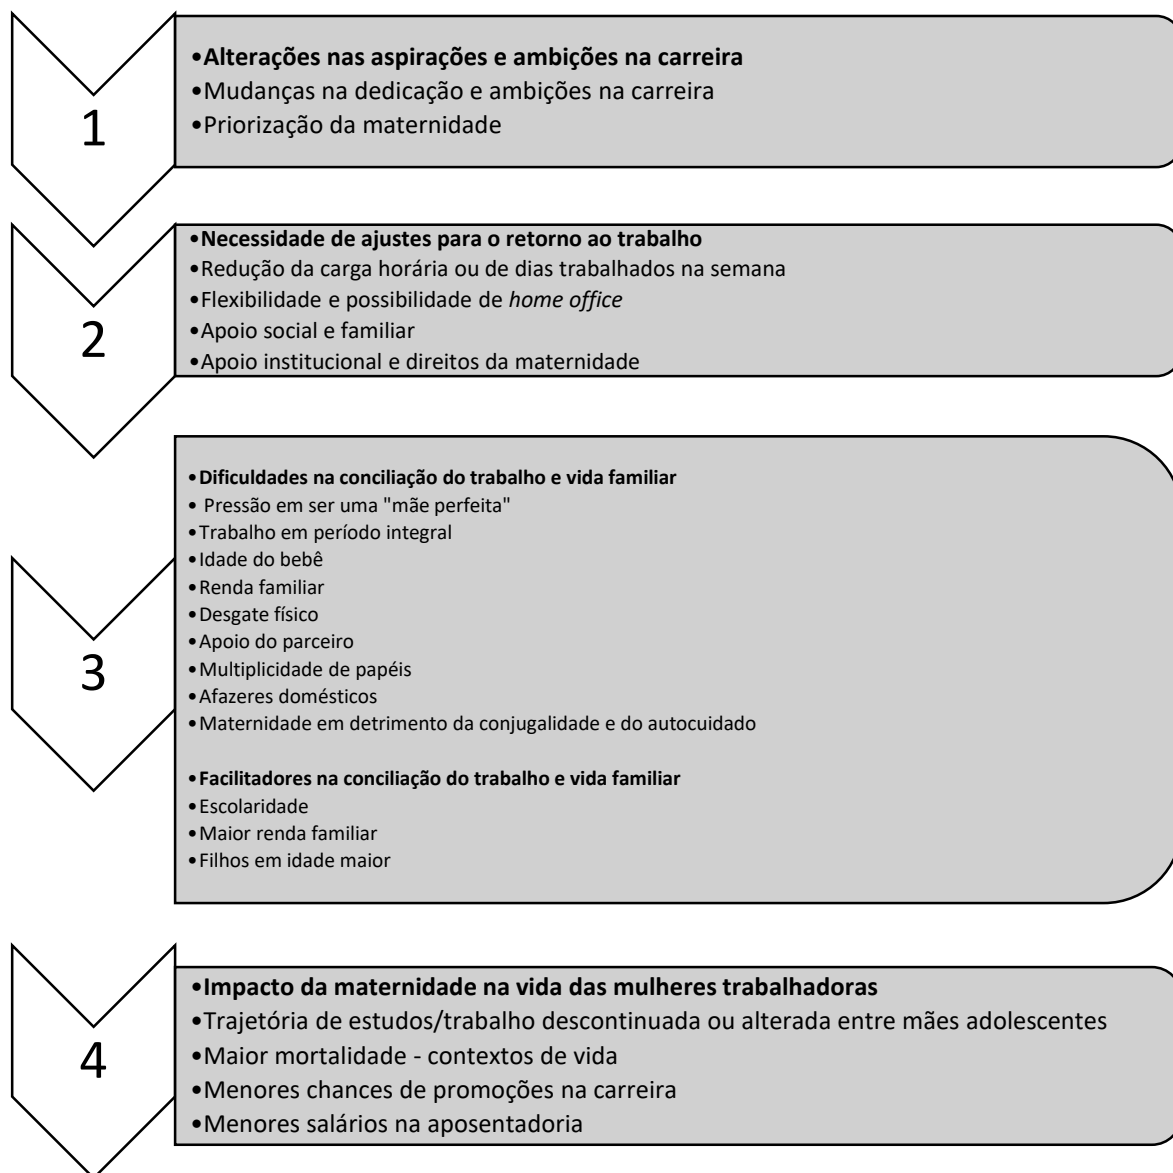 1
•Alterações nas aspirações e ambições na carreira
•Mudanças na dedicação e ambições na carreira
•Priorização da maternidade
2
•Necessidade de ajustes para o retorno ao trabalho
•Redução da carga horária ou de dias trabalhados na semana
•Flexibilidade e possibilidade de home office
•Apoio social e familiar
•Apoio institucional e direitos da maternidade
3
•Dificuldades na conciliação do trabalho e vida familiar
• Pressão em ser uma "mãe perfeita"
•Trabalho em período integral
•Idade do bebê
•Renda familiar
•Desgate físico
•Apoio do parceiro
•Multiplicidade de papéis
•Afazeres domésticos
•Maternidade em detrimento da conjugalidade e do autocuidado
•Facilitadores na conciliação do trabalho e vida familiar
•Escolaridade
•Maior renda familiar
•Filhos em idade maior
4
•Impacto da maternidade na vida das mulheres trabalhadoras
•Trajetória de estudos/trabalho descontinuada ou alterada entre mães adolescentes
•Maior mortalidade - contextos de vida
•Menores chances de promoções na carreira
•Menores salários na aposentadoria